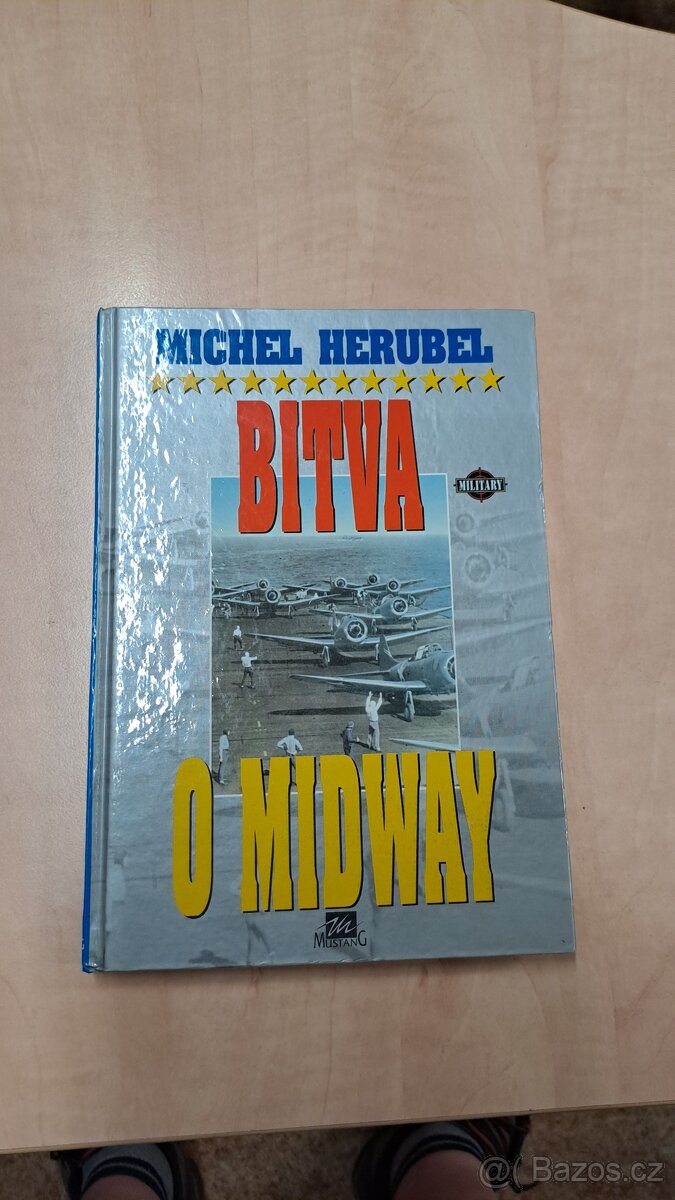 MICHEL HERUBEL
BITVA
MILITARY
O MIDWAY
MUSTANG
@ Bazos.cz